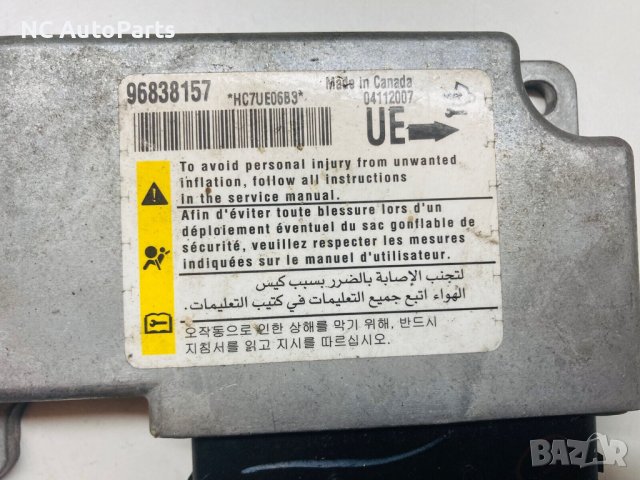 NC AutoParts
96838157
*HC7UE06B3*
Made In Canada
04112007
UE
To avoid personal injury from unwanted
inflation, follow all instructions
in the service manual.
Afin d'éviter toute blessure lors d'un
déploiement éventuel du sac gonflable de
sécurité, veuillez respecter les mesures
indiquées sur le manuel d'utilisateur.
لتجنب الإصابة بالضرر بسبب كيس
الهواء اتبع جميع التعليمات في كتيب التعليمات.
오작동으로 인한 상해를 막기 위해, 반드시
지침서를 읽고 지시를 따르십시오.
BAZAR